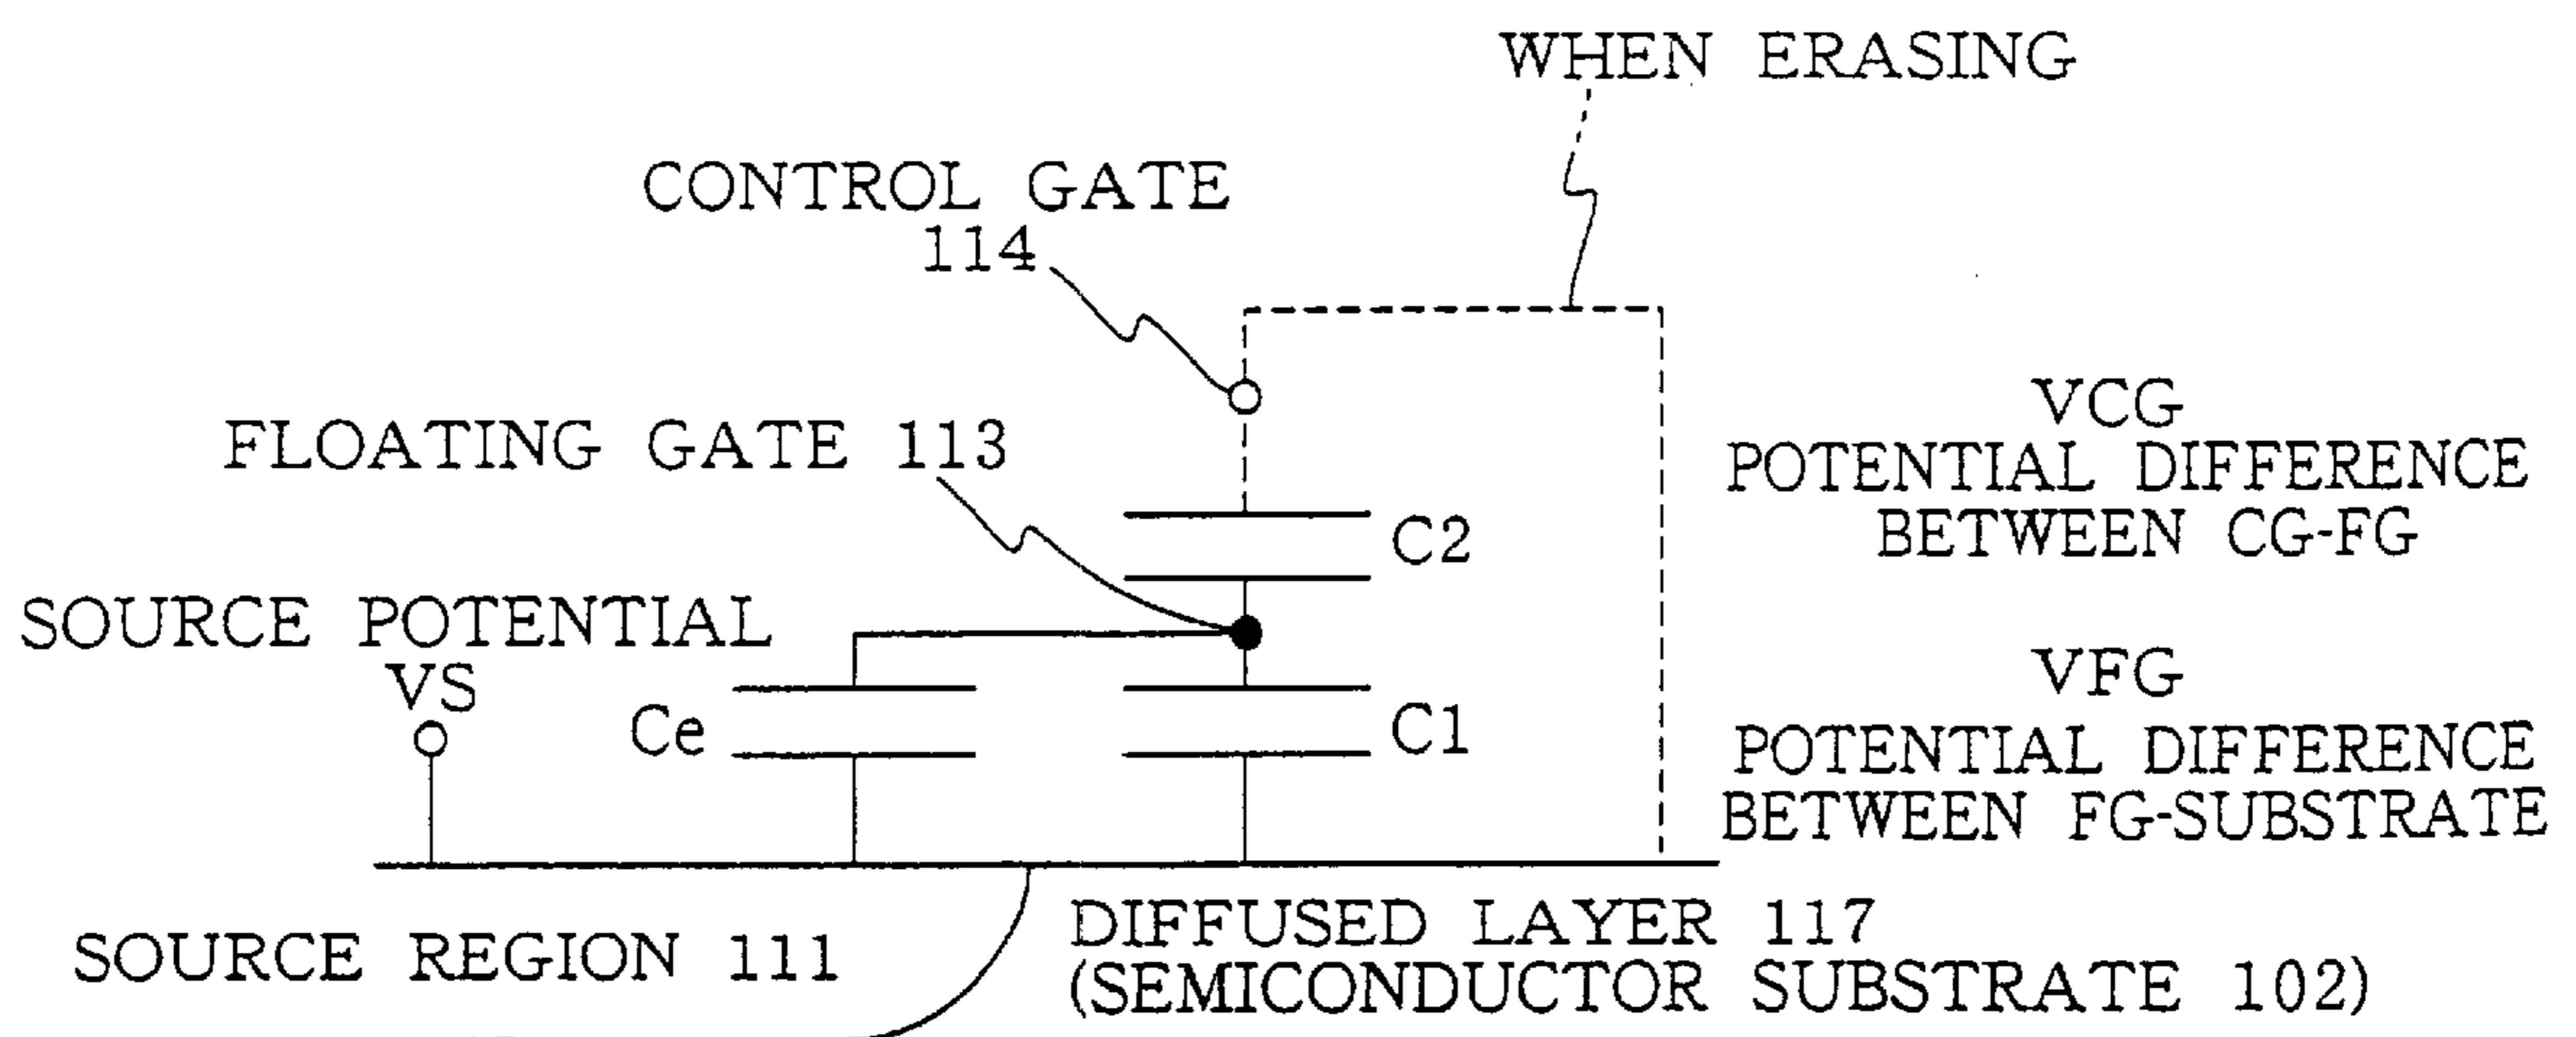 WHEN ERASING
CONTROL GATE
114
FLOATING GATE 113
VCG
POTENTIAL DIFFERENCE
BETWEEN CG-FG
C2
SOURCE POTENTIAL
VS
VFG
POTENTIAL DIFFERENCE
BETWEEN FG-SUBSTRATE
Ce
C1
SOURCE REGION 111
DIFFUSED LAYER 117
(SEMICONDUCTOR SUBSTRATE 102)